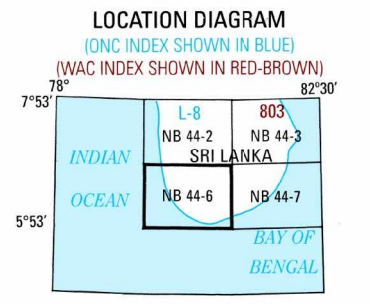 LOCATION DIAGRAM
(ONC INDEX SHOWN IN BLUE)
(WAC INDEX SHOWN IN RED-BROWN)
78° 82°30'
7°53'
L-8 803
NB 44-2 NB 44-3
SRI LANKA
INDIAN
OCEAN
NB 44-6 NB 44-7
5°53'
BAY OF
BENGAL